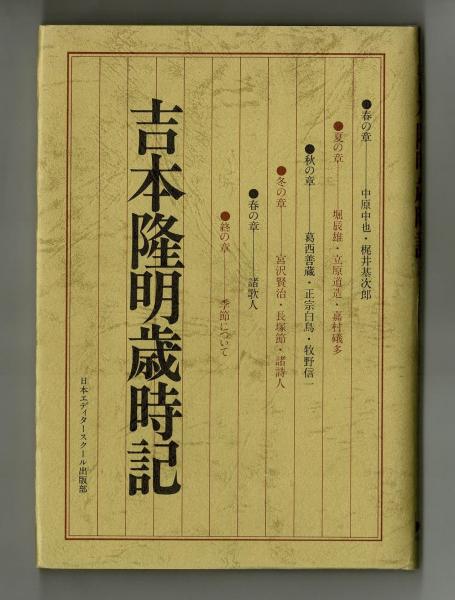 ●春の章 中原中也・梶井基次郎
●夏の章 堀辰雄・立原道造・嘉村礒多
●秋の章 葛西善蔵・正宗白鳥・牧野信一
●冬の章 宮沢賢治・長塚節・諸詩人
●春の章 諸歌人
●終の章 季節について
吉本隆明歳時記
日本エディタースクール出版部